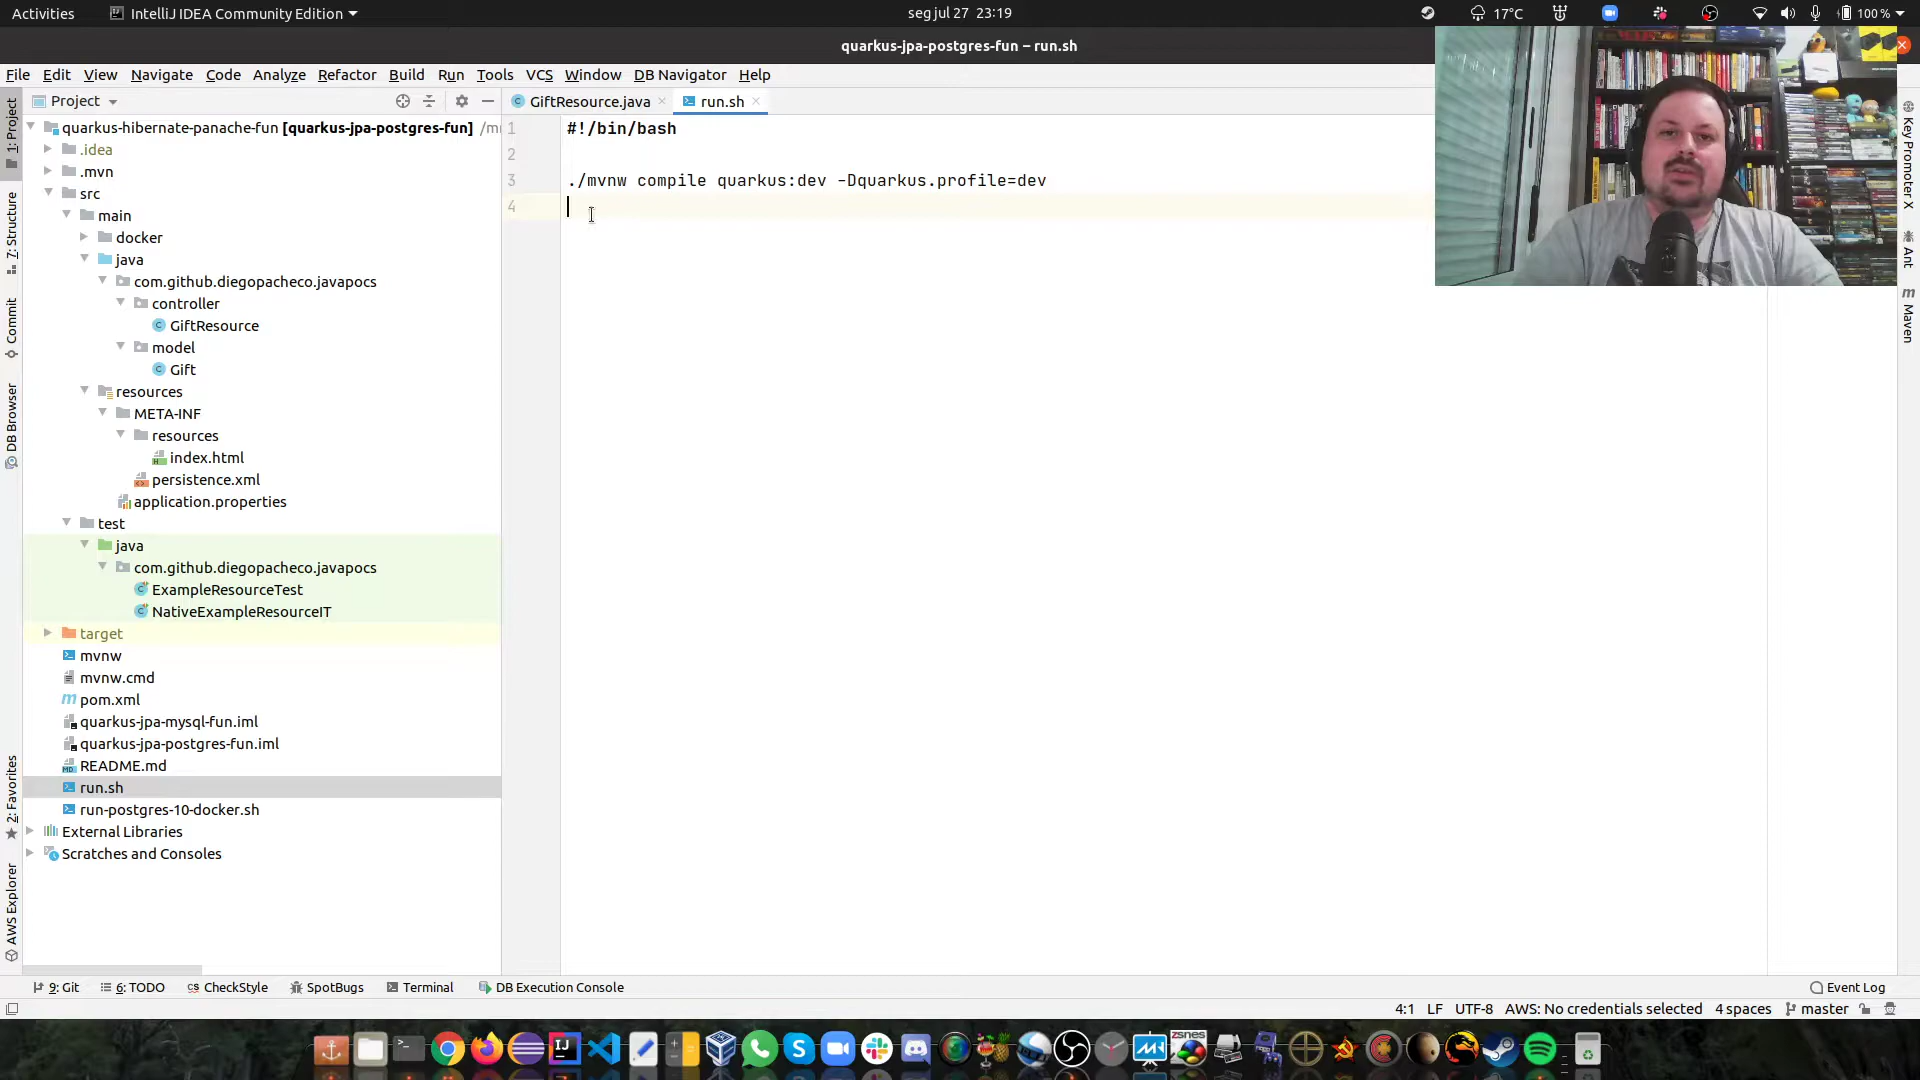 Activities
IntelliJ IDEA Community Edition
seg jul 27 23:19
17°C
100 %
quarkus-jpa-postgres-fun – run.sh
File Edit View Navigate Code Analyze Refactor Build Run Tools VCS Window DB Navigator Help
Project
GiftResource.java
run.sh
quarkus-hibernate-panache-fun [quarkus-jpa-postgres-fun]
.idea
.mvn
src
main
docker
java
com.github.diegopacheco.javapocs
controller
GiftResource
model
Gift
resources
META-INF
resources
index.html
persistence.xml
application.properties
test
java
com.github.diegopacheco.javapocs
ExampleResourceTest
NativeExampleResourceIT
target
mvnw
mvnw.cmd
pom.xml
quarkus-jpa-mysql-fun.iml
quarkus-jpa-postgres-fun.iml
README.md
run.sh
run-postgres-10-docker.sh
External Libraries
Scratches and Consoles
1 #!/bin/bash
2
3 ./mvnw compile quarkus:dev -Dquarkus.profile=dev
4
1: Project
7: Structure
Commit
DB Browser
2: Favorites
AWS Explorer
Key Promoter X
Ant
Maven
9: Git
6: TODO
CheckStyle
SpotBugs
Terminal
DB Execution Console
Event Log
4:1 LF UTF-8 AWS: No credentials selected 4 spaces master